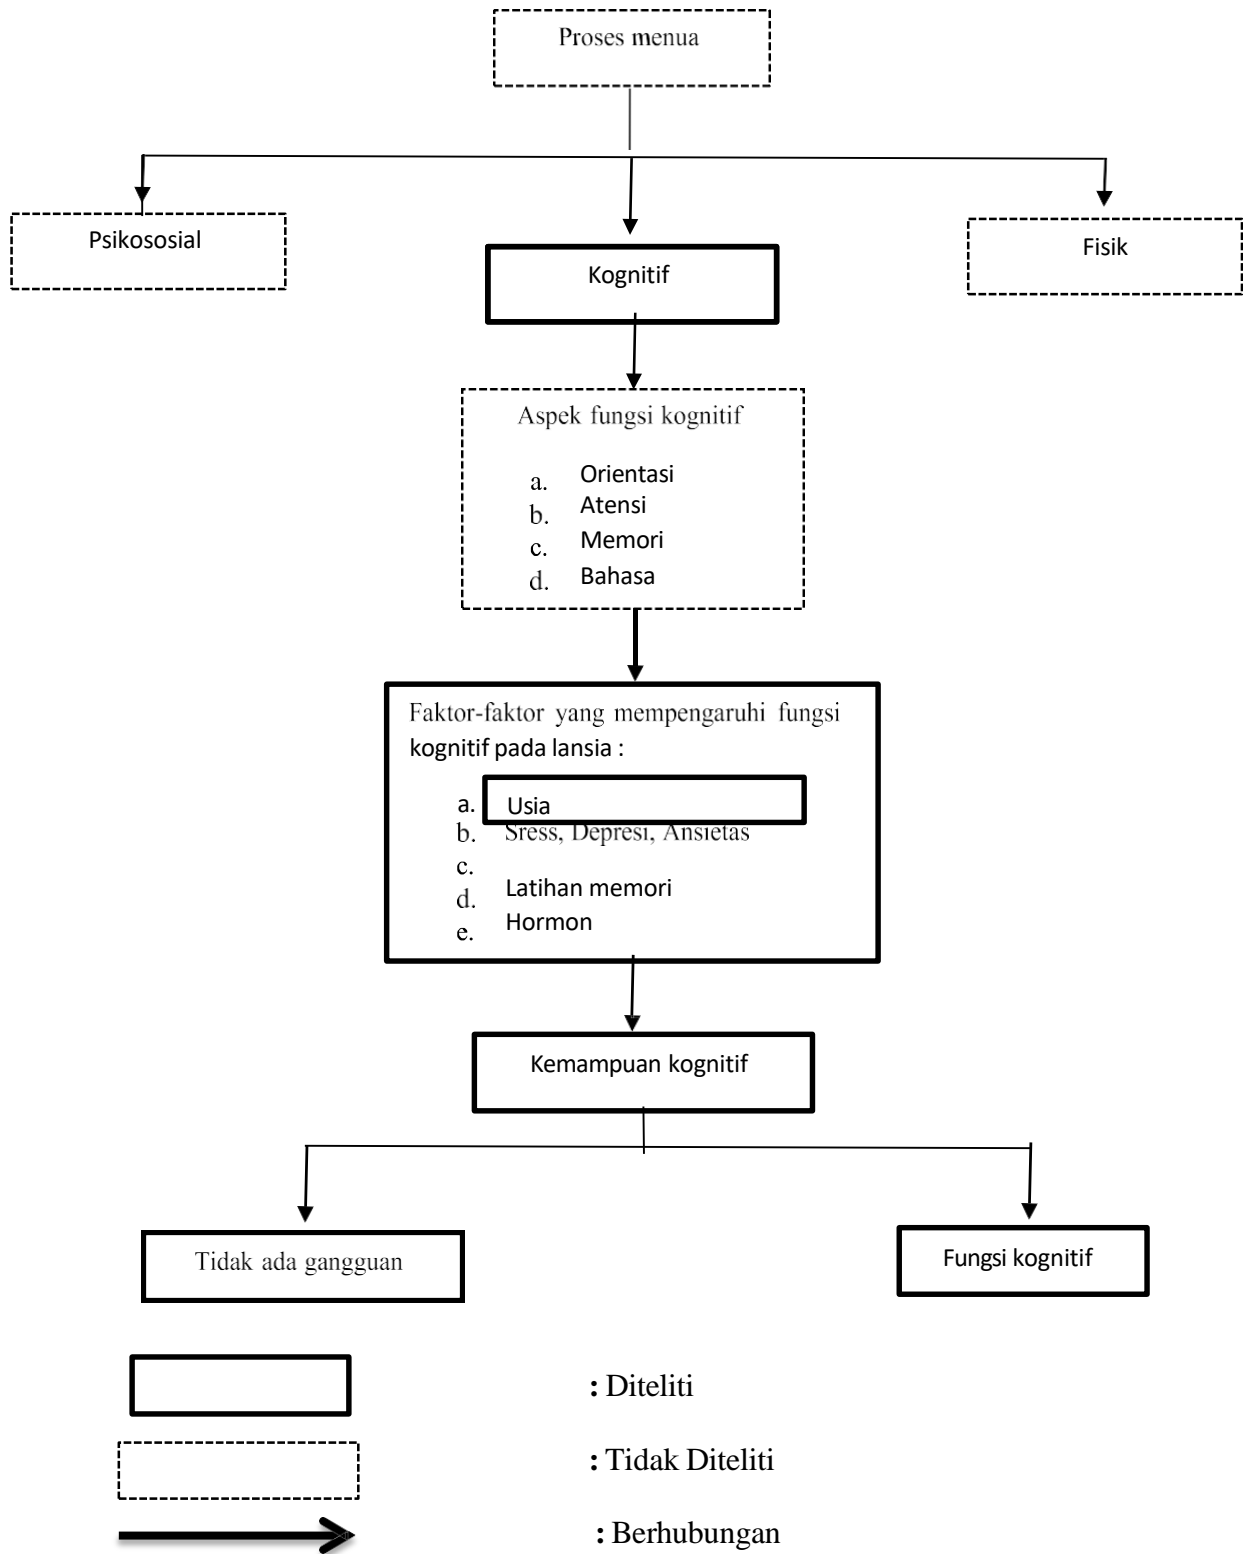 Proses menua
Psikososial
Kognitif
Fisik
Aspek fungsi kognitif
a. Orientasi
b. Atensi
c. Memori
d. Bahasa
Faktor-faktor yang mempengaruhi fungsi
kognitif pada lansia :
a. Usia
b. Sress, Depresi, Ansietas
c.
d. Latihan memori
e. Hormon
Kemampuan kognitif
Tidak ada gangguan
Fungsi kognitif
: Diteliti
: Tidak Diteliti
: Berhubungan